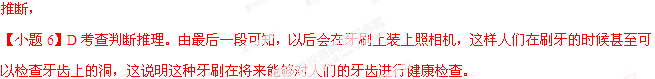 推断，
【小题 6】D 考查判断推理。由最后一段可知，以后会在牙刷上装上照相机，这样人们在刷牙的时候甚至可
以检查牙齿上的洞，这说明这种牙刷在将来能够对人们的牙齿进行健康检查。